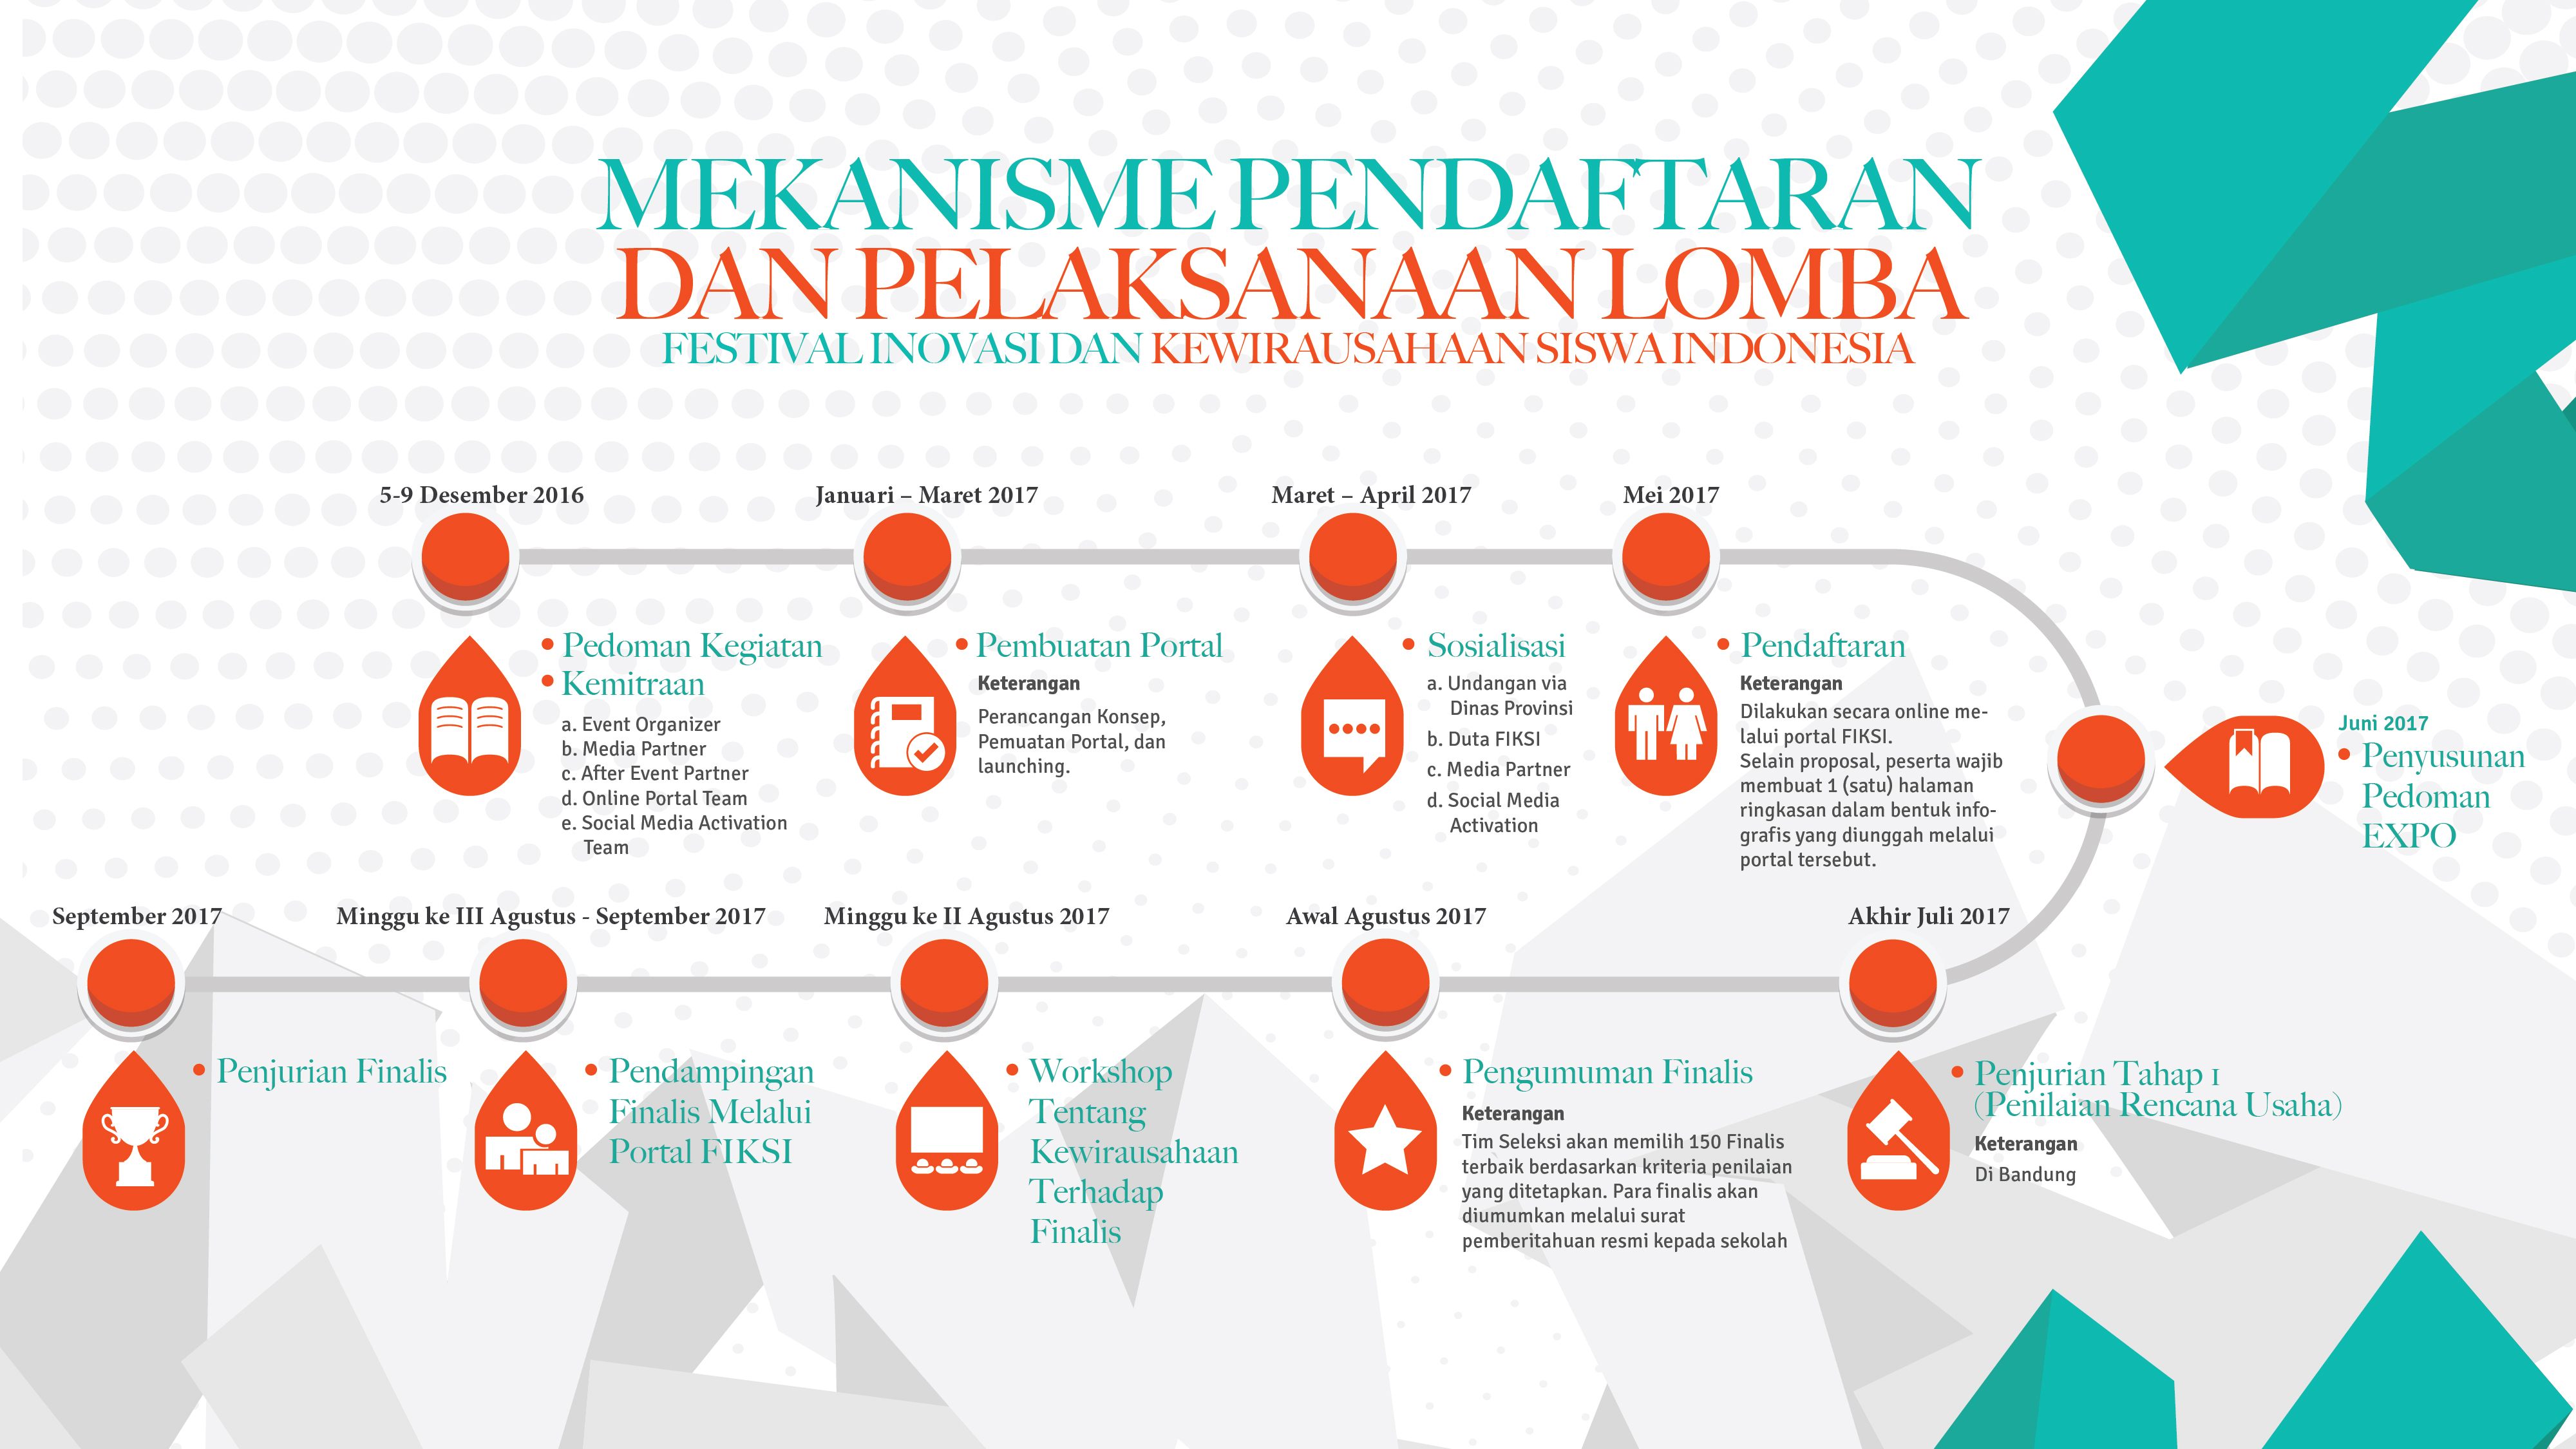 MEKANISME PENDAFTARAN
DAN PELAKSANAAN LOMBA
FESTIVAL INOVASI DAN KEWIRAUSAHAAN SISWA INDONESIA
5-9 Desember 2016
• Pedoman Kegiatan
• Kemitraan
a. Event Organizer
b. Media Partner
c. After Event Partner
d. Online Portal Team
e. Social Media Activation
Team
Januari – Maret 2017
• Pembuatan Portal
Keterangan
Perancangan Konsep,
Pemuatan Portal, dan
launching.
Maret – April 2017
• Sosialisasi
a. Undangan via
Dinas Provinsi
b. Duta FIKSI
c. Media Partner
d. Social Media
Activation
Mei 2017
• Pendaftaran
Keterangan
Dilakukan secara online me-
lalui portal FIKSI.
Selain proposal, peserta wajib
membuat 1 (satu) halaman
ringkasan dalam bentuk info-
grafis yang diunggah melalui
portal tersebut.
Juni 2017
• Penyusunan
Pedoman
EXPO
Akhir Juli 2017
• Penjurian Tahap 1
(Penilaian Rencana Usaha)
Keterangan
Di Bandung
Awal Agustus 2017
• Pengumuman Finalis
Keterangan
Tim Seleksi akan memilih 150 Finalis
terbaik berdasarkan kriteria penilaian
yang ditetapkan. Para finalis akan
diumumkan melalui surat
pemberitahuan resmi kepada sekolah
Minggu ke II Agustus 2017
• Workshop
Tentang
Kewirausahaan
Terhadap
Finalis
Minggu ke III Agustus - September 2017
• Pendampingan
Finalis Melalui
Portal FIKSI
September 2017
• Penjurian Finalis